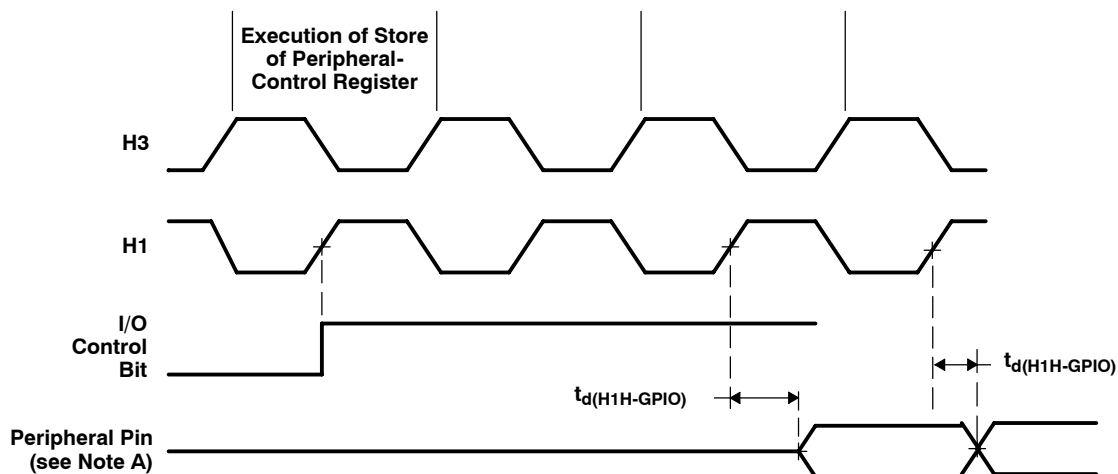 Execution of Store
of Peripheral-
Control Register
H3
H1
I/O
Control
Bit
td(H1H-GPIO)
td(H1H-GPIO)
Peripheral Pin
(see Note A)